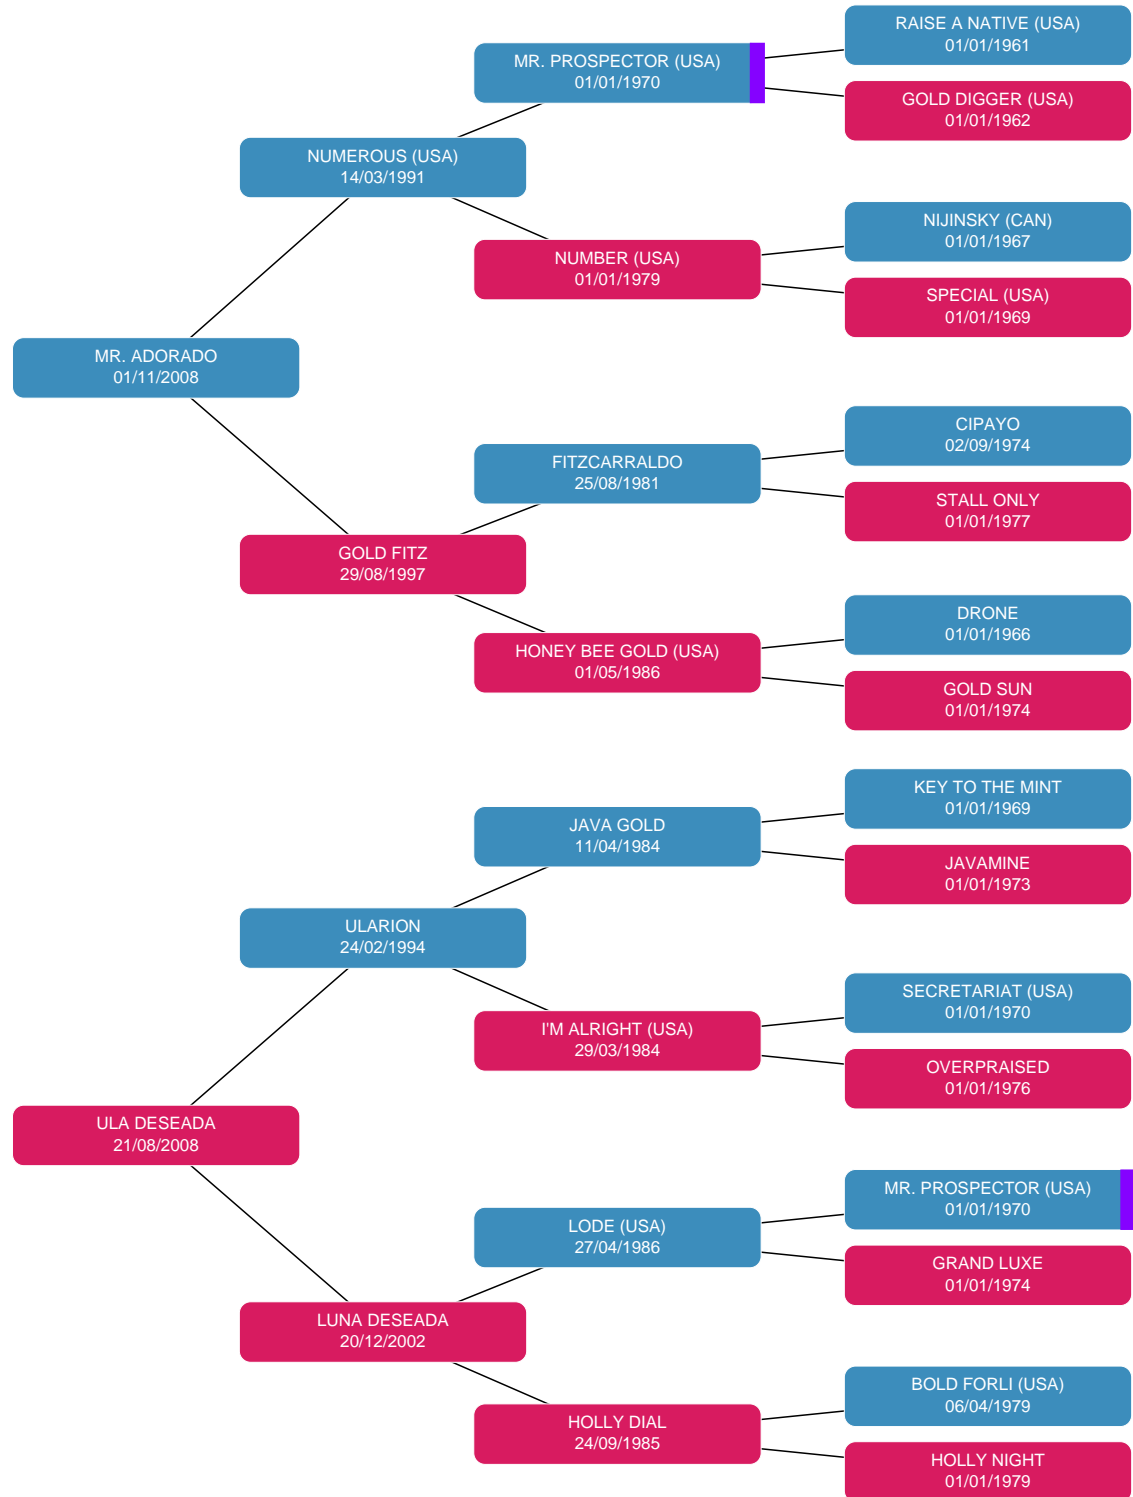 RAISE A NATIVE (USA)
01/01/1961
MR. PROSPECTOR (USA)
01/01/1970
GOLD DIGGER (USA)
01/01/1962
NUMEROUS (USA)
14/03/1991
NIJINSKY (CAN)
01/01/1967
NUMBER (USA)
01/01/1979
SPECIAL (USA)
01/01/1969
MR. ADORADO
01/11/2008
CIPAYO
02/09/1974
FITZCARRALDO
25/08/1981
STALL ONLY
01/01/1977
GOLD FITZ
29/08/1997
DRONE
01/01/1966
HONEY BEE GOLD (USA)
01/05/1986
GOLD SUN
01/01/1974
KEY TO THE MINT
01/01/1969
JAVA GOLD
11/04/1984
JAVAMINE
01/01/1973
ULARION
24/02/1994
SECRETARIAT (USA)
01/01/1970
I'M ALRIGHT (USA)
29/03/1984
OVERPRAISED
01/01/1976
ULA DESEADA
21/08/2008
MR. PROSPECTOR (USA)
01/01/1970
LODE (USA)
27/04/1986
GRAND LUXE
01/01/1974
LUNA DESEADA
20/12/2002
BOLD FORLI (USA)
06/04/1979
HOLLY DIAL
24/09/1985
HOLLY NIGHT
01/01/1979